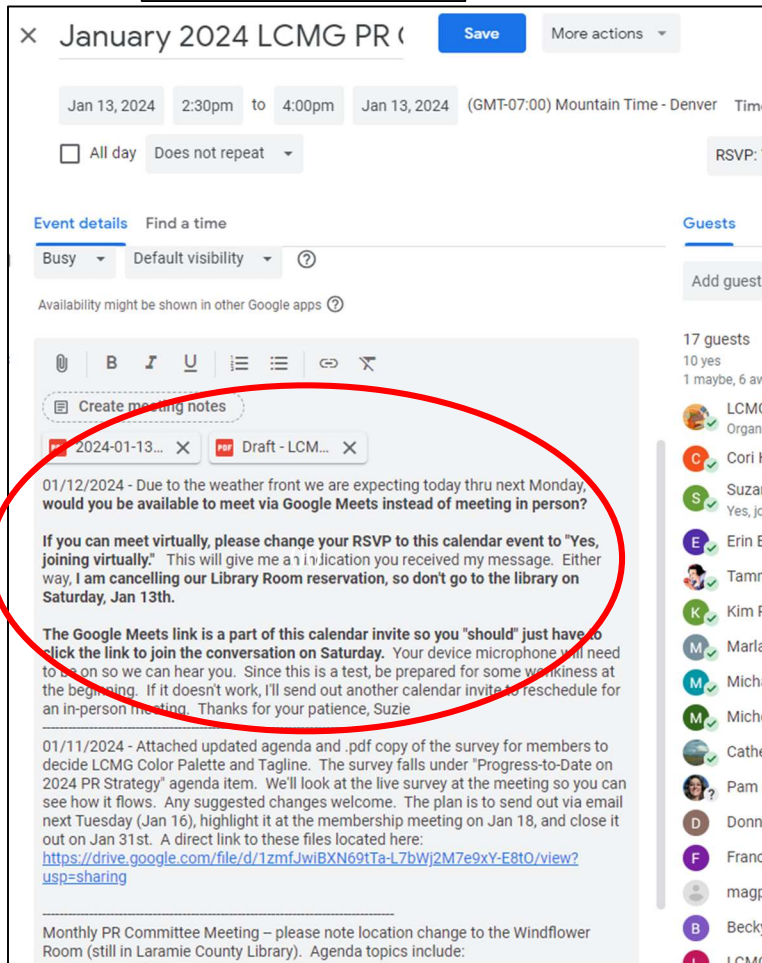 January 2024 LCMG PR
Save
More actions
Jan 13, 2024 2:30pm to 4:00pm Jan 13, 2024 (GMT-07:00) Mountain Time - Denver
All day Does not repeat
RSVP:
Event details Find a time
Guests
Busy Default visibility
Add guest
Availability might be shown in other Google apps
17 guests
10 yes
1 maybe, 6 aw
B I U
Create meeting notes
2024-01-13... Draft - LCM...
LCMG
Organ
Cori
Suza
Yes, jo
Erin
Tamm
Kim
Marla
Micha
Miche
Cathe
Pam
Donn
Franc
magp
Becky
LCMG
01/12/2024 - Due to the weather front we are expecting today thru next Monday,
would you be available to meet via Google Meets instead of meeting in person?
If you can meet virtually, please change your RSVP to this calendar event to "Yes,
joining virtually." This will give me an indication you received my message. Either
way, I am cancelling our Library Room reservation, so don't go to the library on
Saturday, Jan 13th.
The Google Meets link is a part of this calendar invite so you "should" just have to
click the link to join the conversation on Saturday. Your device microphone will need
to be on so we can hear you. Since this is a test, be prepared for some wonkiness at
the beginning. If it doesn't work, I'll send out another calendar invite to reschedule for
an in-person meeting. Thanks for your patience, Suzie
01/11/2024 - Attached updated agenda and .pdf copy of the survey for members to
decide LCMG Color Palette and Tagline. The survey falls under "Progress-to-Date on
2024 PR Strategy" agenda item. We'll look at the live survey at the meeting so you can
see how it flows. Any suggested changes welcome. The plan is to send out via email
next Tuesday (Jan 16), highlight it at the membership meeting on Jan 18, and close it
out on Jan 31st. A direct link to these files located here:
https://drive.google.com/file/d/1zmfJwiBXN69tTa-L7bWj2M7e9xY-E8tO/view?
usp=sharing
Monthly PR Committee Meeting – please note location change to the Windflower
Room (still in Laramie County Library). Agenda topics include: